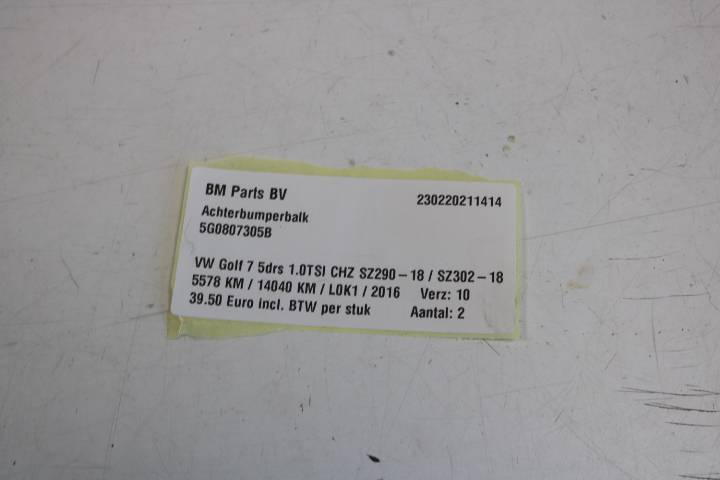 BM Parts BV 230220211414
Achterbumperbalk
5G0807305B
VW Golf 7 5drs 1.0TSI CHZ SZ290-18 / SZ302-18
5578 KM / 14040 KM / L0K1 / 2016 Verz: 10
39.50 Euro incl. BTW per stuk Aantal: 2